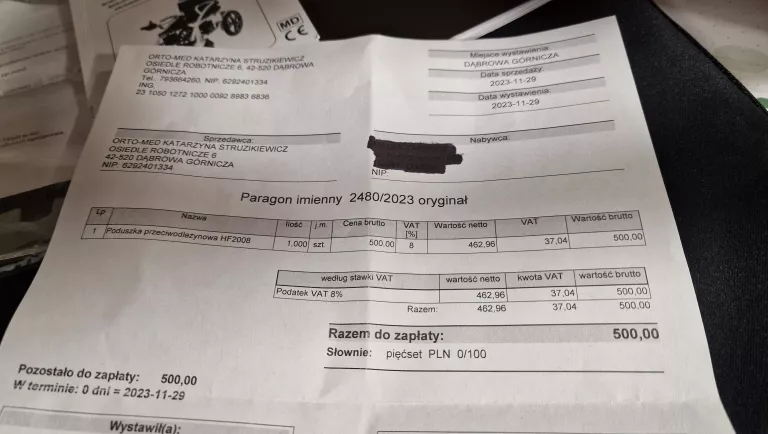 MD
CE
ORTO-MED KATARZYNA STRUZIKIEWICZ
OSIEDLE ROBOTNICZE 6, 42-520 DĄBROWA
GÓRNICZA
Tel. 793664260, NIP: 6292401334
ING.
23 1050 1272 1000 0092 8983 6836
Miejsce wystawienia:
DĄBROWA GÓRNICZA
Data sprzedaży:
2023-11-29
Data wystawienia:
2023-11-29
Sprzedawca:
ORTO-MED KATARZYNA STRUZIKIEWICZ
OSIEDLE ROBOTNICZE 6
42-520 DĄBROWA GÓRNICZA
NIP: 6292401334
Nabywca:
NIP:
Paragon imienny 2480/2023 oryginał
Lp Nazwa Ilość j.m. Cena brutto VAT [%] Wartość netto VAT Wartość brutto
1 Poduszka przeciwodleżynowa HF2008 1,000 szt. 500,00 8 462,96 37,04 500,00
według stawki VAT wartość netto kwota VAT wartość brutto
Podatek VAT 8% 462,96 37,04 500,00
Razem: 462,96 37,04 500,00
Razem do zapłaty: 500,00
Słownie: pięćset PLN 0/100
Pozostało do zapłaty: 500,00
W terminie: 0 dni = 2023-11-29
Wystawił(a):